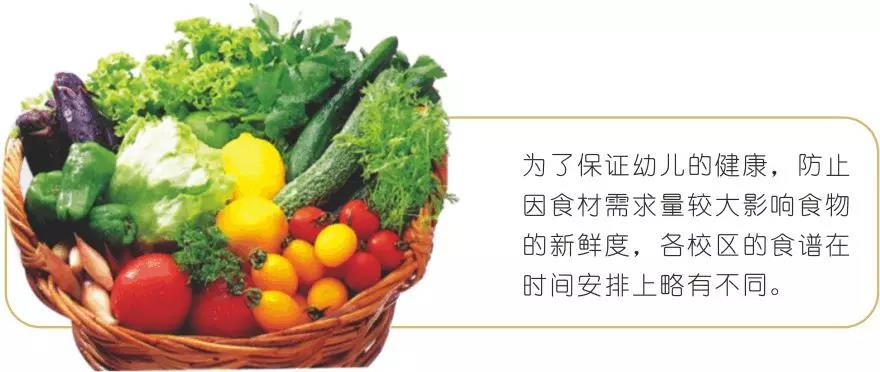 为了保证幼儿的健康，防止
因食材需求量较大影响食物
的新鲜度，各校区的食谱在
时间安排上略有不同。